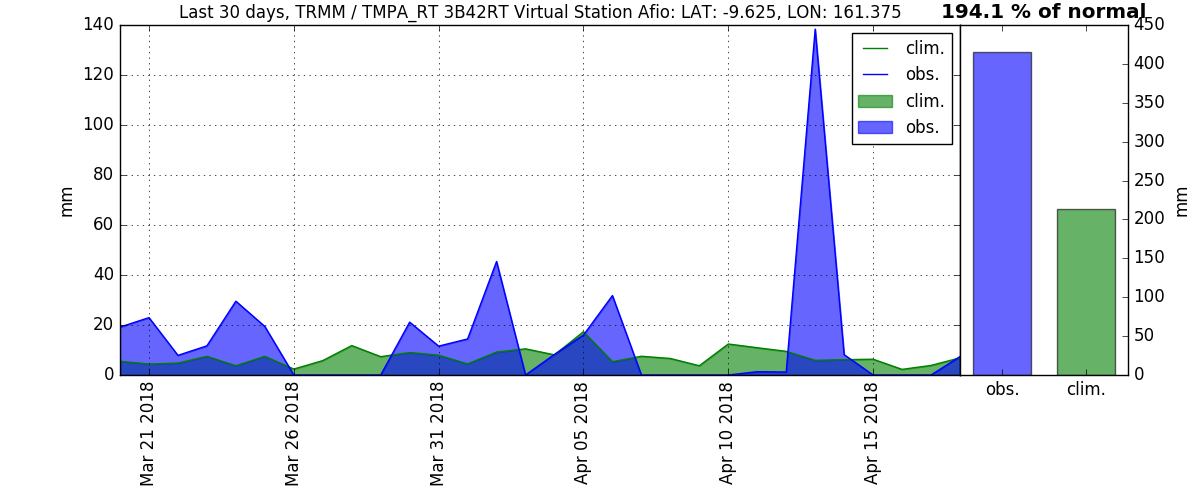 Last 30 days, TRMM / TMPA_RT 3B42RT Virtual Station Afio: LAT: -9.625, LON: 161.375
194.1 % of normal
140
120
100
80
60
40
20
0
mm
clim.
obs.
clim.
obs.
450
400
350
300
250
200
150
100
50
0
mm
Mar 21 2018
Mar 26 2018
Mar 31 2018
Apr 05 2018
Apr 10 2018
Apr 15 2018
obs.
clim.